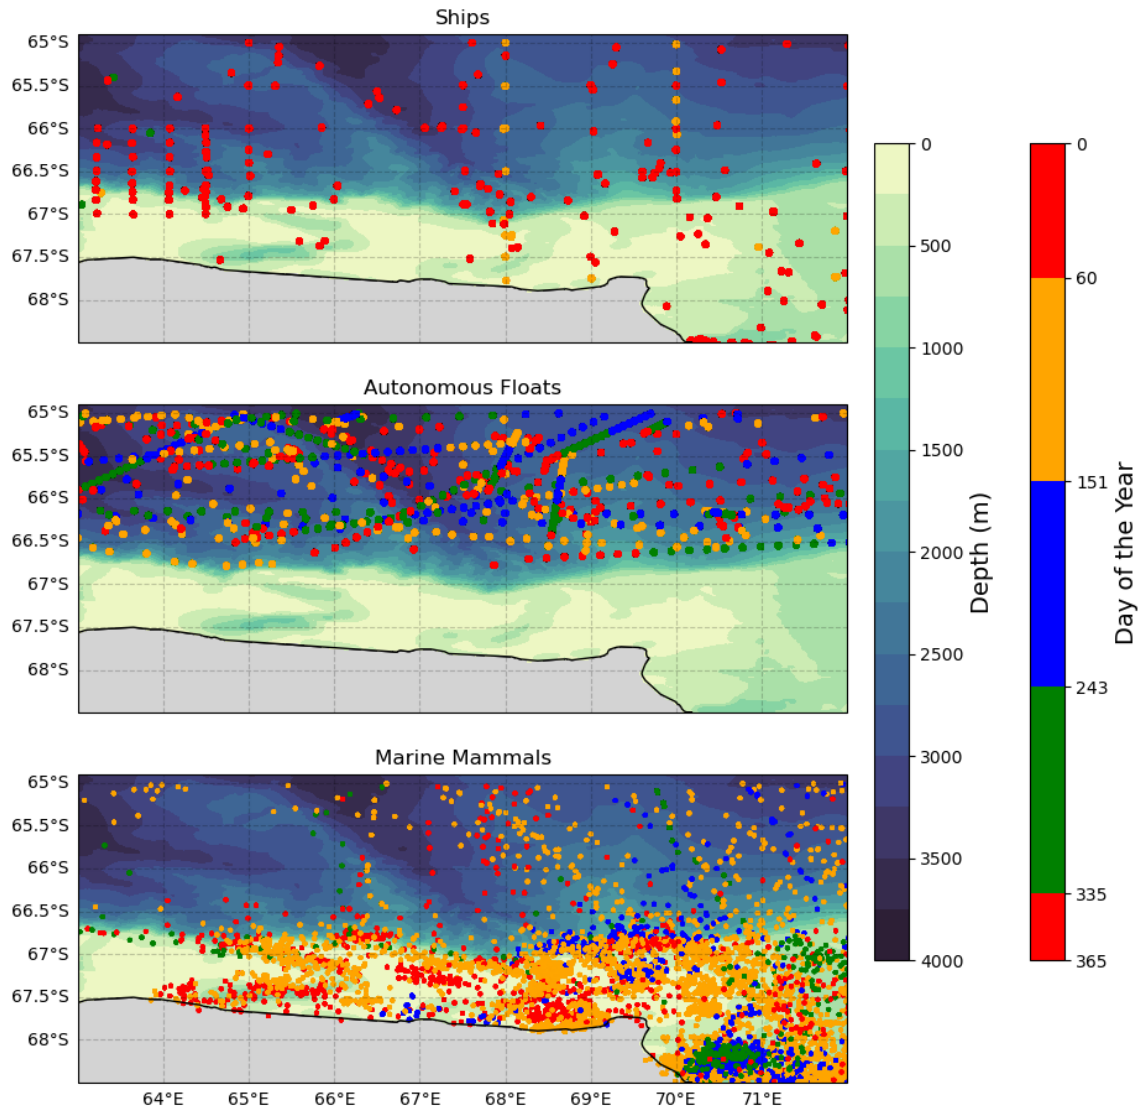 Ships
65°S
65.5°S
66°S
66.5°S
67°S
67.5°S
68°S
Autonomous Floats
65°S
65.5°S
66°S
66.5°S
67°S
67.5°S
68°S
Marine Mammals
65°S
65.5°S
66°S
66.5°S
67°S
67.5°S
68°S
64°E
65°E
66°E
67°E
68°E
69°E
70°E
71°E
0
500
1000
1500
2000
2500
3000
3500
4000
Depth (m)
0
60
151
243
335
365
Day of the Year